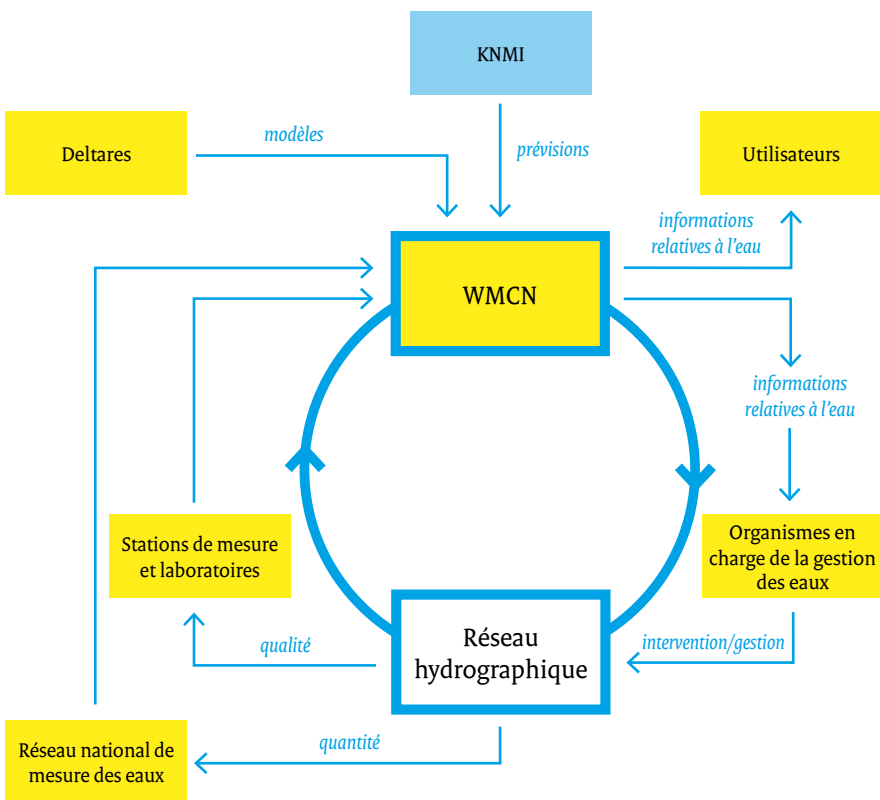 KNMI
Deltares
modèles
prévisions
Utilisateurs
informations
relatives à l'eau
WMCN
informations
relatives à l'eau
Stations de mesure
et laboratoires
Organismes en
charge de la gestion
des eaux
Réseau
hydrographique
qualité
intervention/gestion
Réseau national de
mesure des eaux
quantité